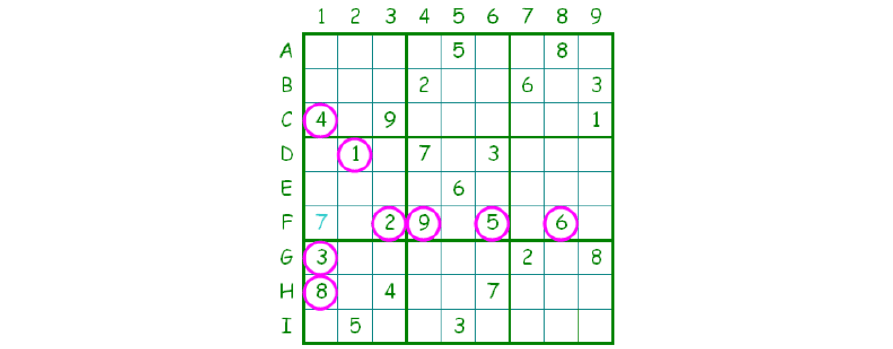 1 2 3 4 5 6 7 8 9
A 5 8
B 2 6 3
C 4 9 1
D 1 7 3
E 6
F 7 2 9 5 6
G 3 2 8
H 8 4 7
I 5 3